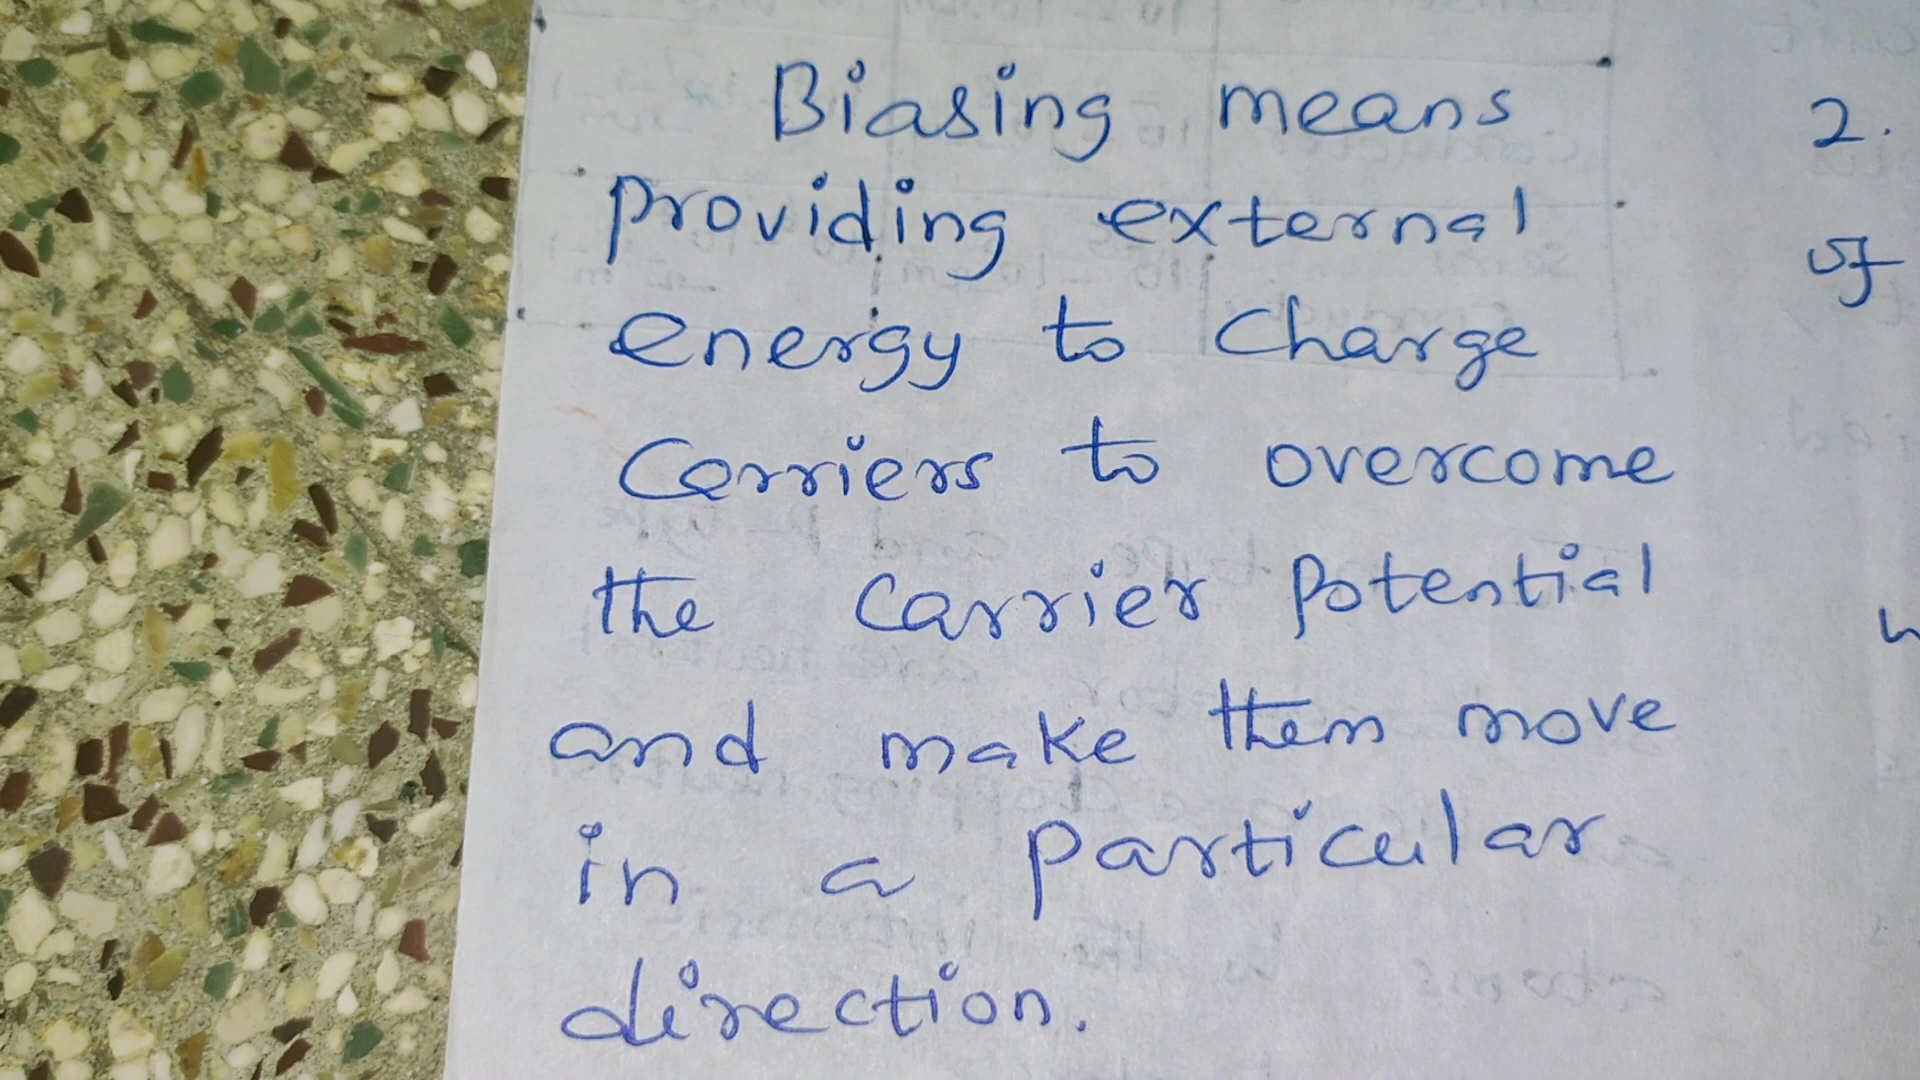 Biasing means
providing external
energy to Charge
Carriers to overcome
the carrier Potential
and make them move
in a particular
direction.
2.
of